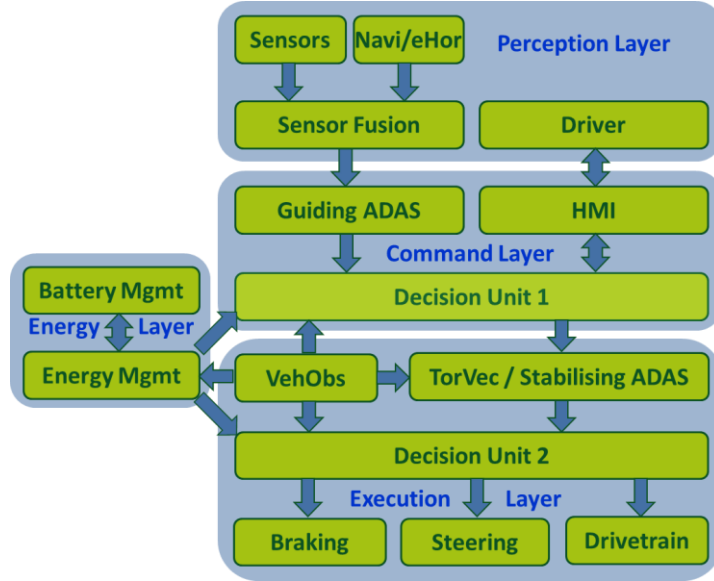 Sensors
Navi/eHor
Perception Layer
Sensor Fusion
Driver
Guiding ADAS
HMI
Command Layer
Battery Mgmt
Decision Unit 1
Energy Layer
Energy Mgmt
VehObs
TorVec / Stabilising ADAS
Decision Unit 2
Execution Layer
Braking
Steering
Drivetrain